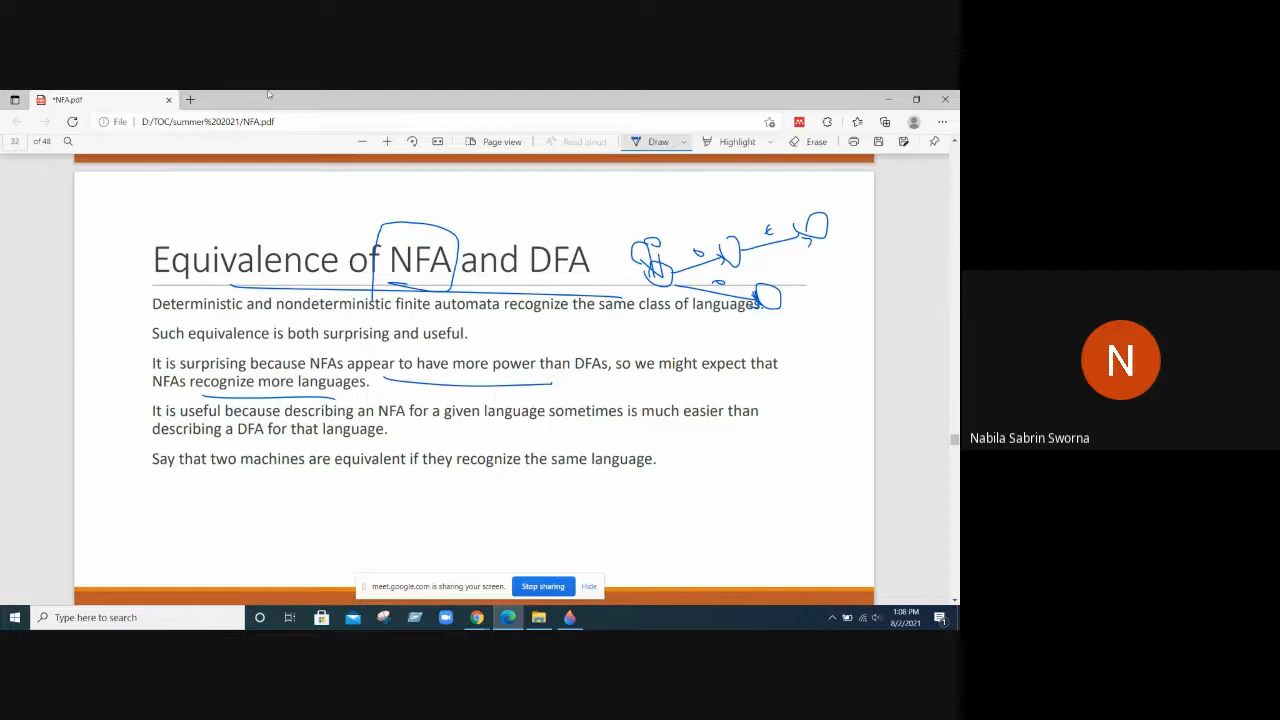 *NFA.pdf
File D:/TOC/summer%202021/NFA.pdf
32 of 48 Page view Read aloud Draw Highlight Erase
Equivalence of NFA and DFA
0 ε
0
Deterministic and nondeterministic finite automata recognize the same class of languages.
Such equivalence is both surprising and useful.
It is surprising because NFAs appear to have more power than DFAs, so we might expect that
NFAs recognize more languages.
It is useful because describing an NFA for a given language sometimes is much easier than
describing a DFA for that language.
Say that two machines are equivalent if they recognize the same language.
N
Nabila Sabrin Sworna
meet.google.com is sharing your screen. Stop sharing Hide
Type here to search
1:08 PM
8/2/2021